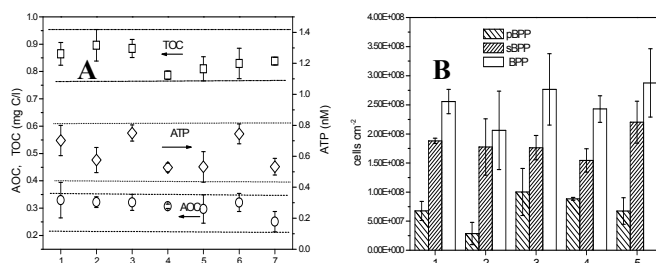 1.0
0.9
0.8
0.7
0.6
0.5
0.4
0.3
0.2
AOC, TOC (mg C/l)
A
TOC
ATP
AOC
1 2 3 4 5 6 7
1.4
1.2
1.0
0.8
0.6
0.4
0.2
0.0
ATP (nM)
4.00E+008
3.50E+008
3.00E+008
2.50E+008
2.00E+008
1.50E+008
1.00E+008
5.00E+007
0.00E+000
cells cm⁻²
B
pBPP
sBPP
BPP
1 2 3 4 5